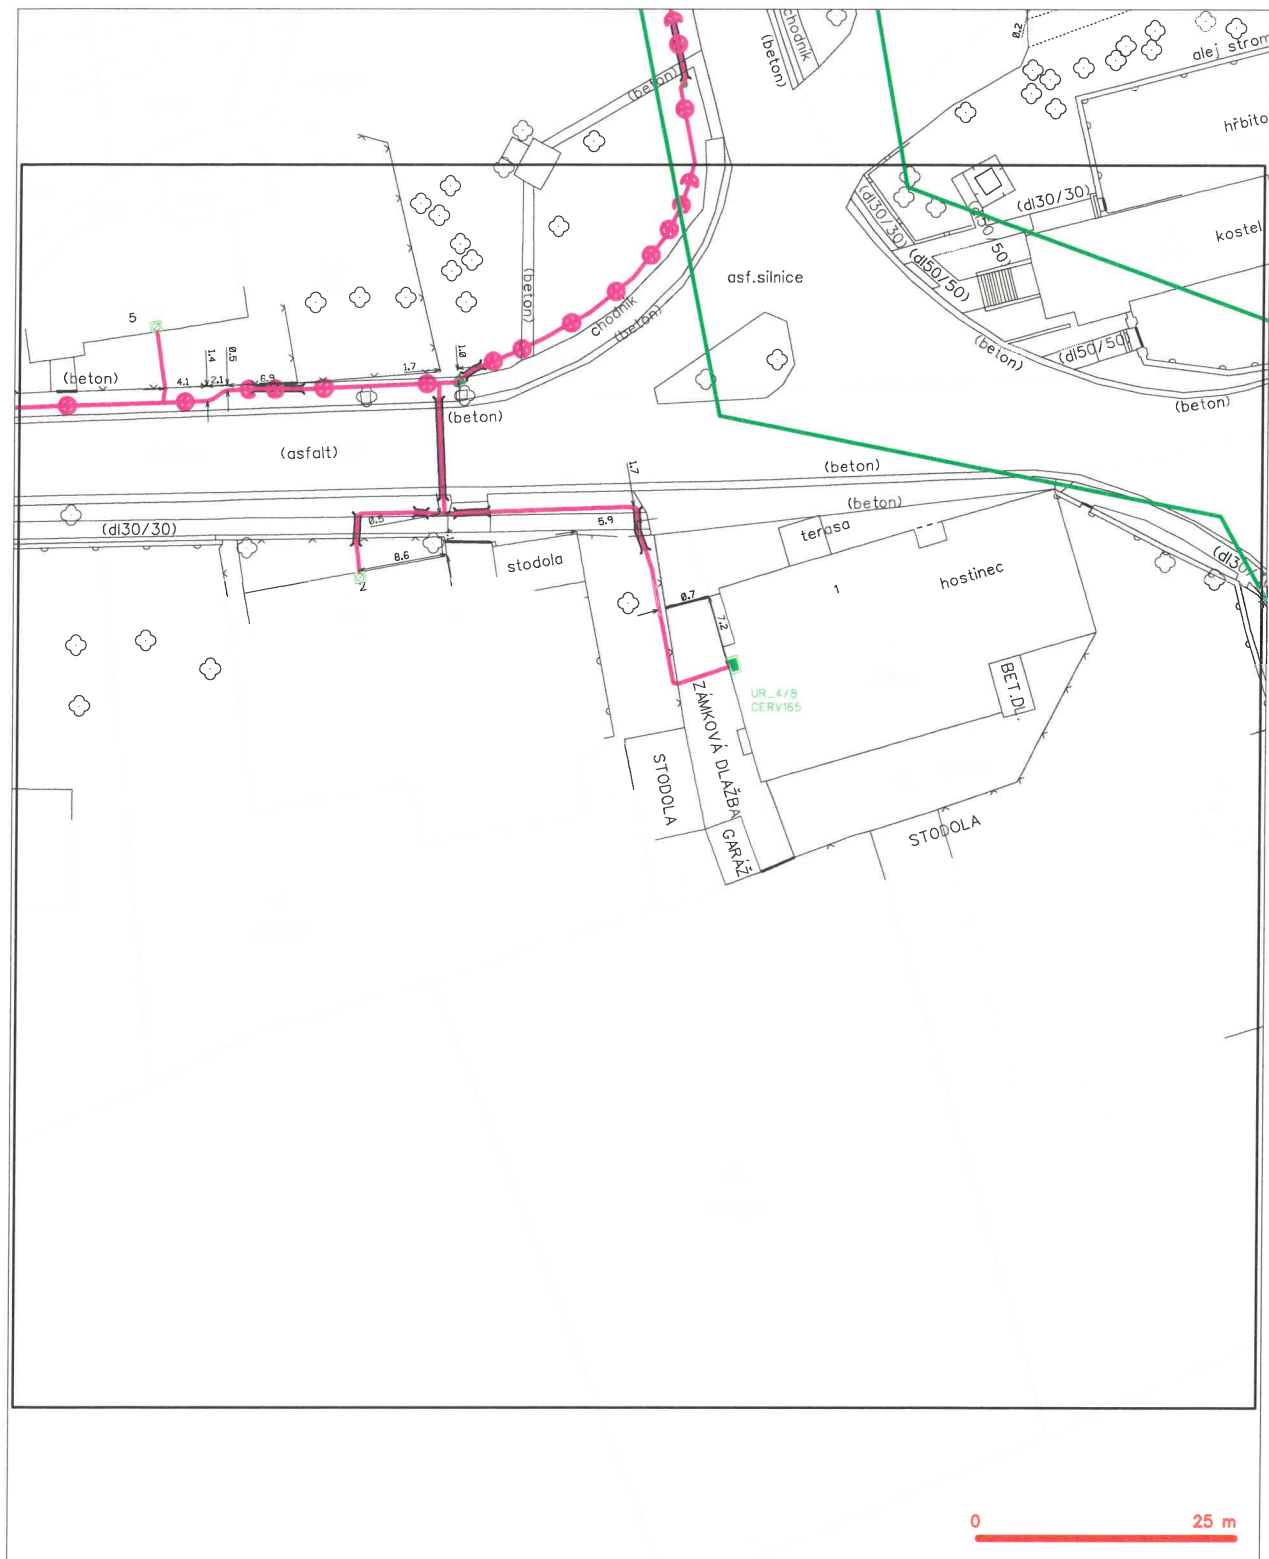 chodník
(beton)
0.2
alej strom
(beton)
hřbito
(dl30/30)
(dl30/30)
(dl30/50)
kostel
(dl50/50)
asf.silnice
(beton)
chodník
(beton)
5
(beton)
(dl50/50)
1.4
0.5
1.0
1.7
(beton)
4.1
2.1
6.9
(beton)
(beton)
(asfalt)
1.7
(beton)
(beton)
(dl30/30)
0.5
5.9
terasa
8.6
stodola
(dl30
2
1
hostinec
0.7
7.2
UR_4/8
CERV165
BET.DL.
ZÁMKOVÁ DLAŽBA
STODOLA
GARÁŽ
STODOLA
0
25 m